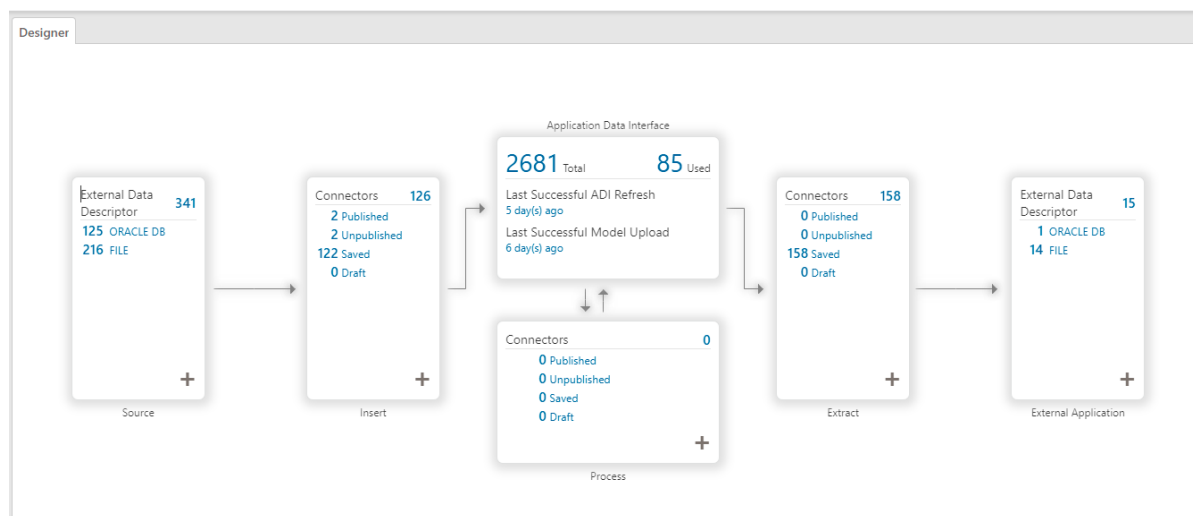 Designer
External Data
Descriptor
341
125 ORACLE DB
216 FILE
Source
Connectors 126
2 Published
2 Unpublished
122 Saved
0 Draft
Insert
Application Data Interface
2681 Total 85 Used
Last Successful ADI Refresh
5 day(s) ago
Last Successful Model Upload
6 day(s) ago
Connectors 0
0 Published
0 Unpublished
0 Saved
0 Draft
Process
Connectors 158
0 Published
0 Unpublished
158 Saved
0 Draft
Extract
External Data
Descriptor
15
1 ORACLE DB
14 FILE
External Application